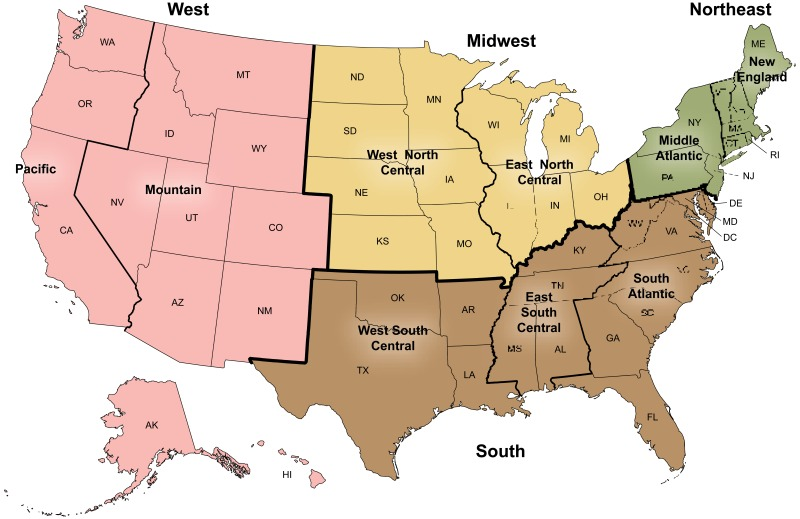 West
Northeast
Midwest
South
WA
MT
ND
MN
ME
New
England
OR
ID
WY
SD
WI
MI
NY
MA
CT
RI
Pacific
Mountain
West North
Central
East North
Central
Middle
Atlantic
PA
NJ
NV
UT
CO
NE
IA
IN
OH
DE
MD
DC
CA
KS
MO
KY
WV
VA
AZ
NM
OK
AR
TN
NC
South
Atlantic
SC
West South
Central
East
South
Central
TX
LA
MS
AL
GA
FL
AK
HI